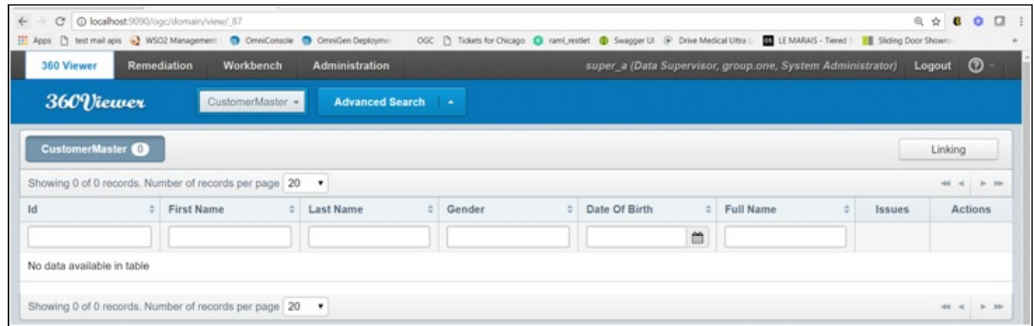 localhost:9090/ogc/domain/view/_87
Apps test mail apis WSO2 Management OmniConsole OmniGen Deployme OGC Tickets for Chicago raml_restlet Swagger UI Drive Medical Ultra L LE MARAIS - Tiered S Sliding Door Showro »
360 Viewer Remediation Workbench Administration super_a (Data Supervisor, group.one, System Administrator) Logout ?
360Viewer CustomerMaster Advanced Search
CustomerMaster 0 Linking
Showing 0 of 0 records. Number of records per page 20
Id First Name Last Name Gender Date Of Birth Full Name Issues Actions
No data available in table
Showing 0 of 0 records. Number of records per page 20